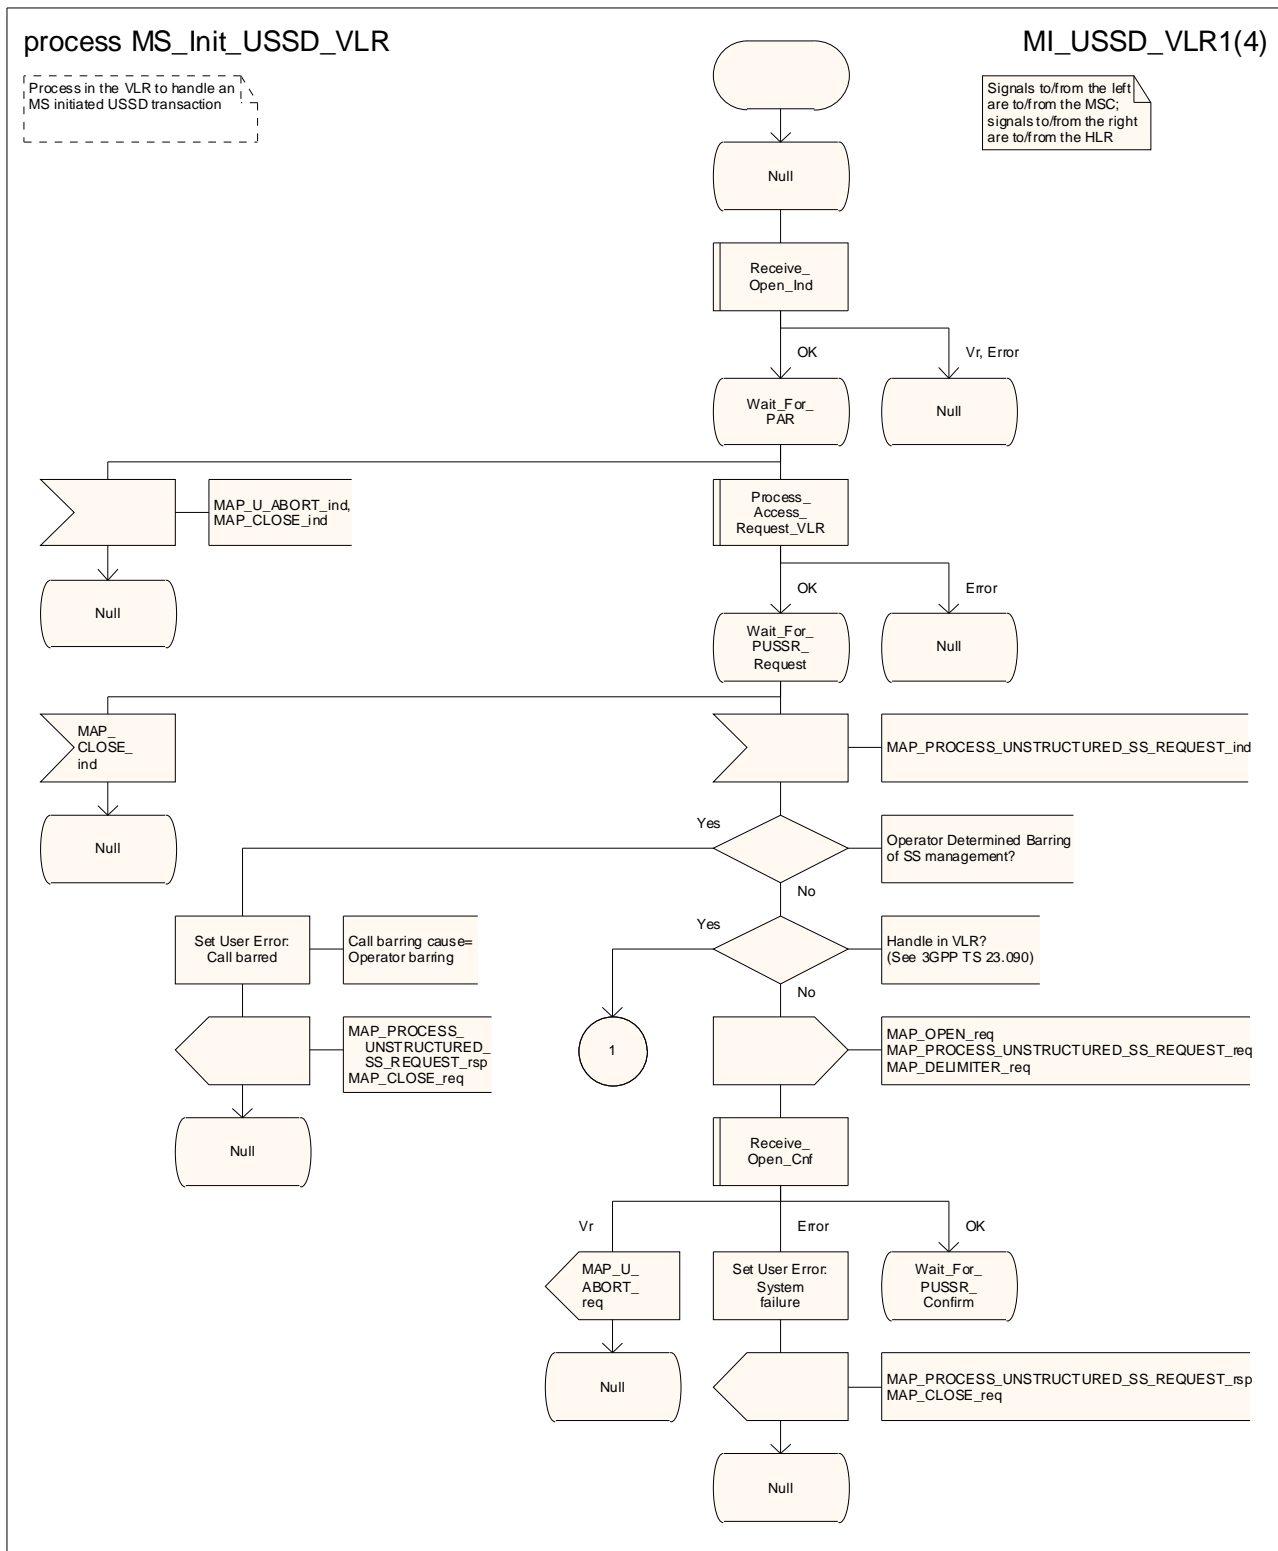 process MS_Init_USSD_VLR
MI_USSD_VLR1(4)
Process in the VLR to handle an
MS initiated USSD transaction
Signals to/from the left
are to/from the MSC;
signals to/from the right
are to/from the HLR
Null
Receive_
Open_Ind
OK
Vr, Error
Wait_For_
PAR
Null
MAP_U_ABORT_ind,
MAP_CLOSE_ind
Process_
Access_
Request_VLR
Null
OK
Error
Wait_For_
PUSSR_
Request
Null
MAP_
CLOSE_
ind
MAP_PROCESS_UNSTRUCTURED_SS_REQUEST_ind
Null
Yes
Operator Determined Barring
of SS management?
No
Set User Error:
Call barred
Call barring cause=
Operator barring
Yes
Handle in VLR?
(See 3GPP TS 23.090)
No
MAP_PROCESS_
UNSTRUCTURED_
SS_REQUEST_rsp
MAP_CLOSE_req
1
MAP_OPEN_req
MAP_PROCESS_UNSTRUCTURED_SS_REQUEST_req
MAP_DELIMITER_req
Null
Receive_
Open_Cnf
Vr
Error
OK
MAP_U_
ABORT_
req
Set User Error:
System
failure
Wait_For_
PUSSR_
Confirm
Null
MAP_PROCESS_UNSTRUCTURED_SS_REQUEST_rsp
MAP_CLOSE_req
Null